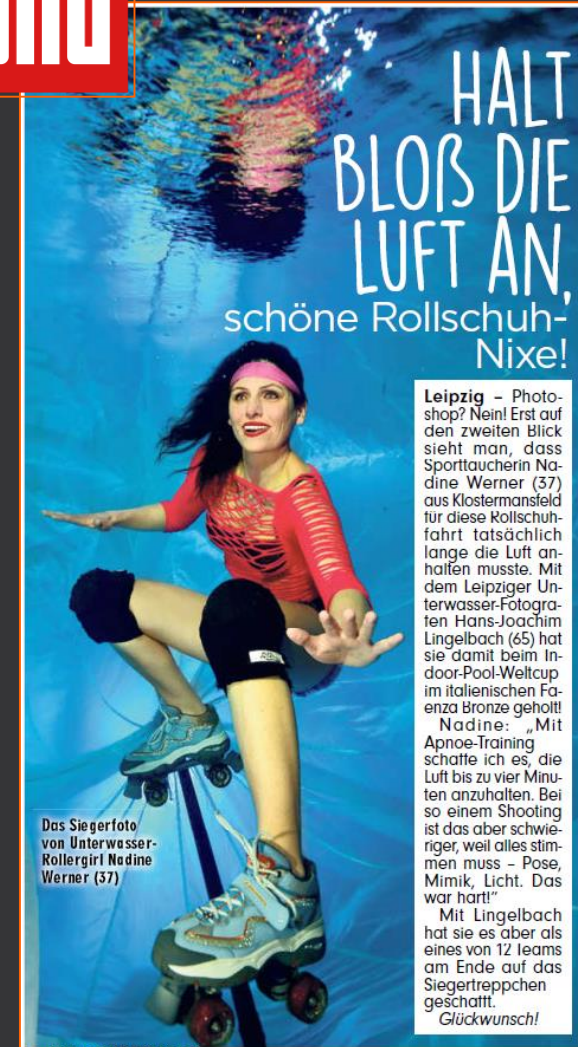 HALT
BLOß DIE
LUFT AN,
schöne Rollschuh-
Nixe!
Leipzig – Photo-
shop? Nein! Erst auf
den zweiten Blick
sieht man, dass
Sporttaucherin Na-
dine Werner (37)
aus Klostermansfeld
für diese Rollschuh-
fahrt tatsächlich
lange die Luft an-
halten musste. Mit
dem Leipziger Un-
terwasser-Fotogra-
fen Hans-Joachim
Lingelbach (65) hat
sie damit beim In-
door-Pool-Weltcup
im italienischen Fa-
enza Bronze geholt!
Nadine: „Mit
Apnoe-Training
schaffe ich es, die
Luft bis zu vier Minu-
ten anzuhalten. Bei
so einem Shooting
ist das aber schwie-
riger, weil alles stim-
men muss – Pose,
Mimik, Licht. Das
war hart!“
Mit Lingelbach
hat sie es aber als
eines von 12 Teams
am Ende auf das
Siegertreppchen
geschafft.
Glückwunsch!
Das Siegerfoto
von Unterwasser-
Rollergirl Nadine
Werner (37)